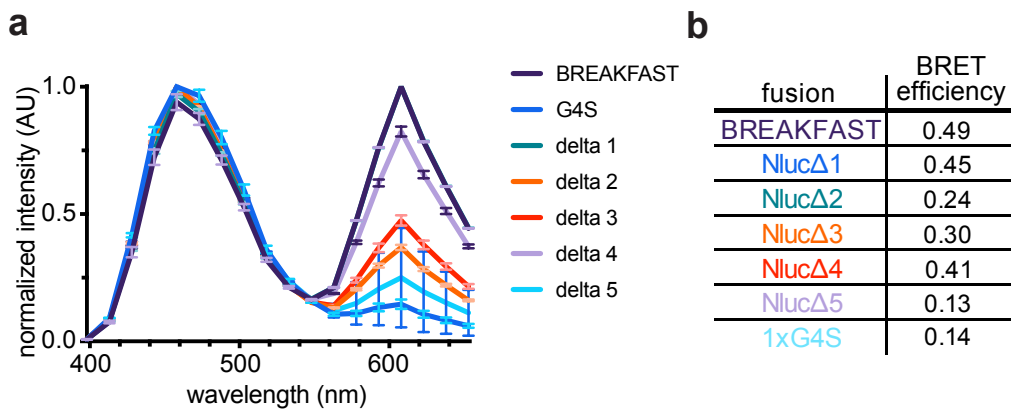 a
normalized intensity (AU)
1.0
0.5
0.0
400
500
600
wavelength (nm)
BREAKFAST
G4S
delta 1
delta 2
delta 3
delta 4
delta 5
b
fusion BRET efficiency
BREAKFAST 0.49
NlucΔ1 0.45
NlucΔ2 0.24
NlucΔ3 0.30
NlucΔ4 0.41
NlucΔ5 0.13
1xG4S 0.14